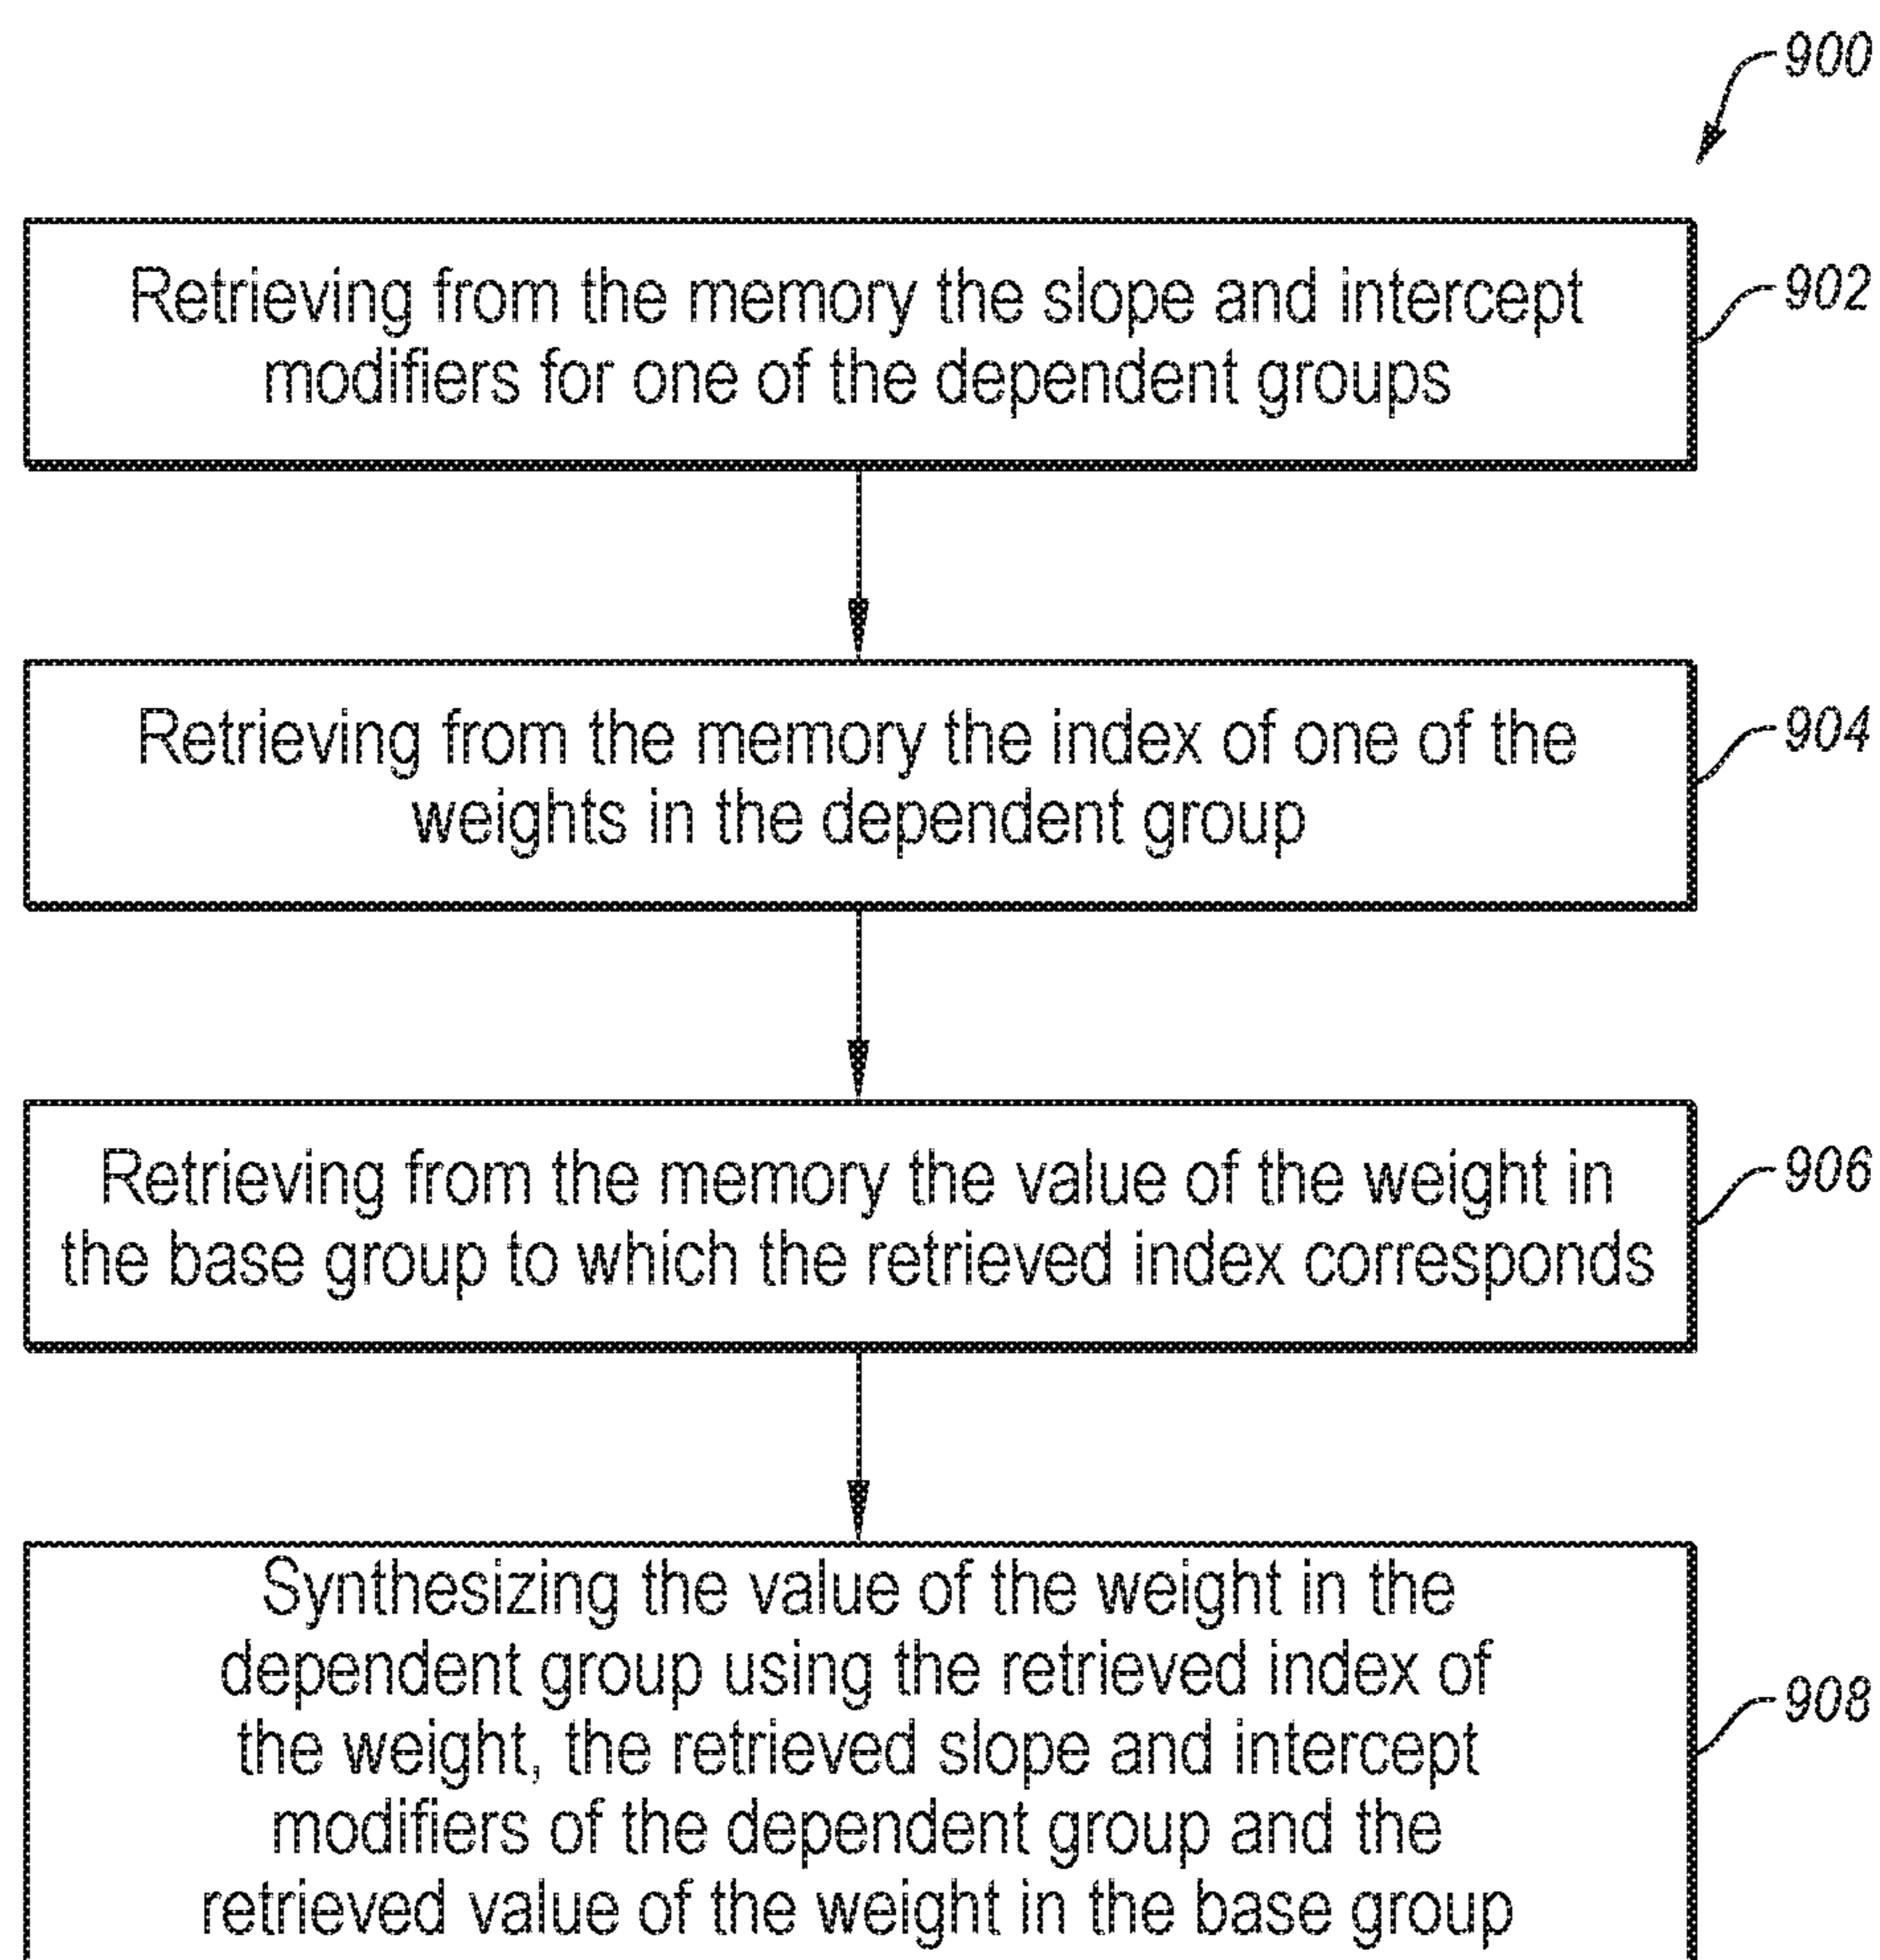 900
Retrieving from the memory the slope and intercept
modifiers for one of the dependent groups
902
Retrieving from the memory the index of one of the
weights in the dependent group
904
Retrieving from the memory the value of the weight in
the base group to which the retrieved index corresponds
906
Synthesizing the value of the weight in the
dependent group using the retrieved index of
the weight, the retrieved slope and intercept
modifiers of the dependent group and the
retrieved value of the weight in the base group
908